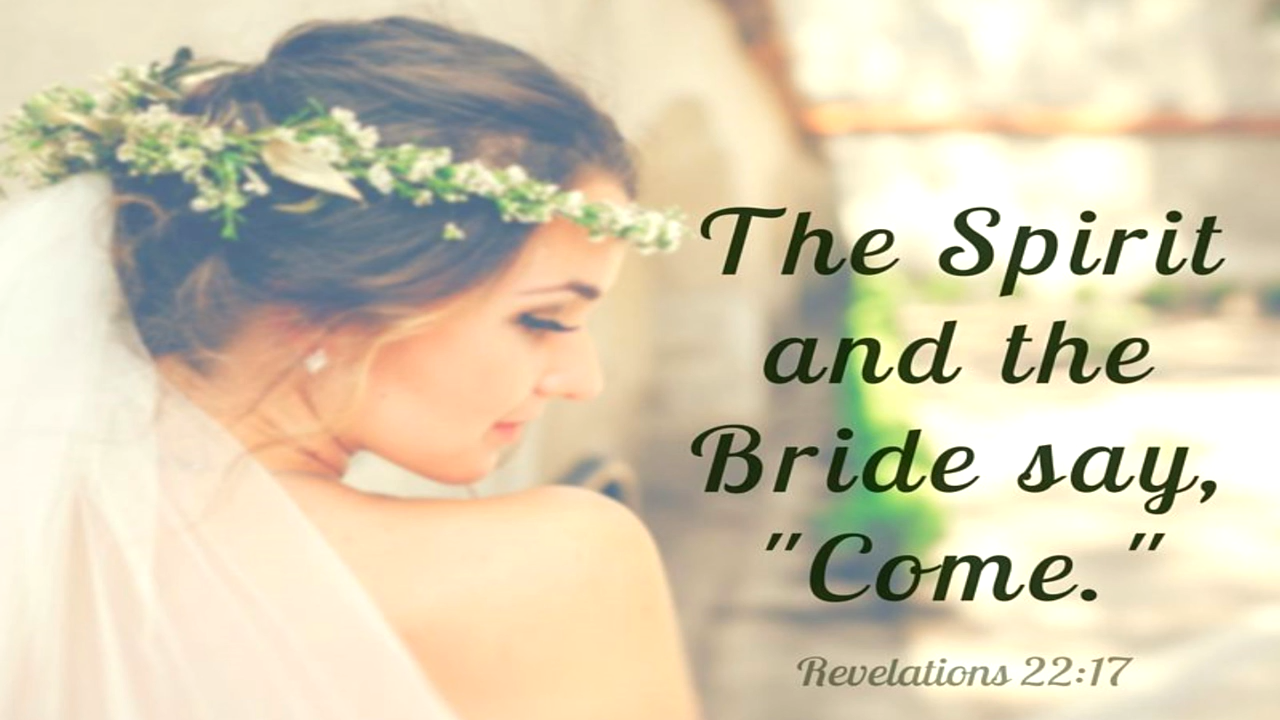 The Spirit
and the
Bride say,
"Come."
Revelations 22:17